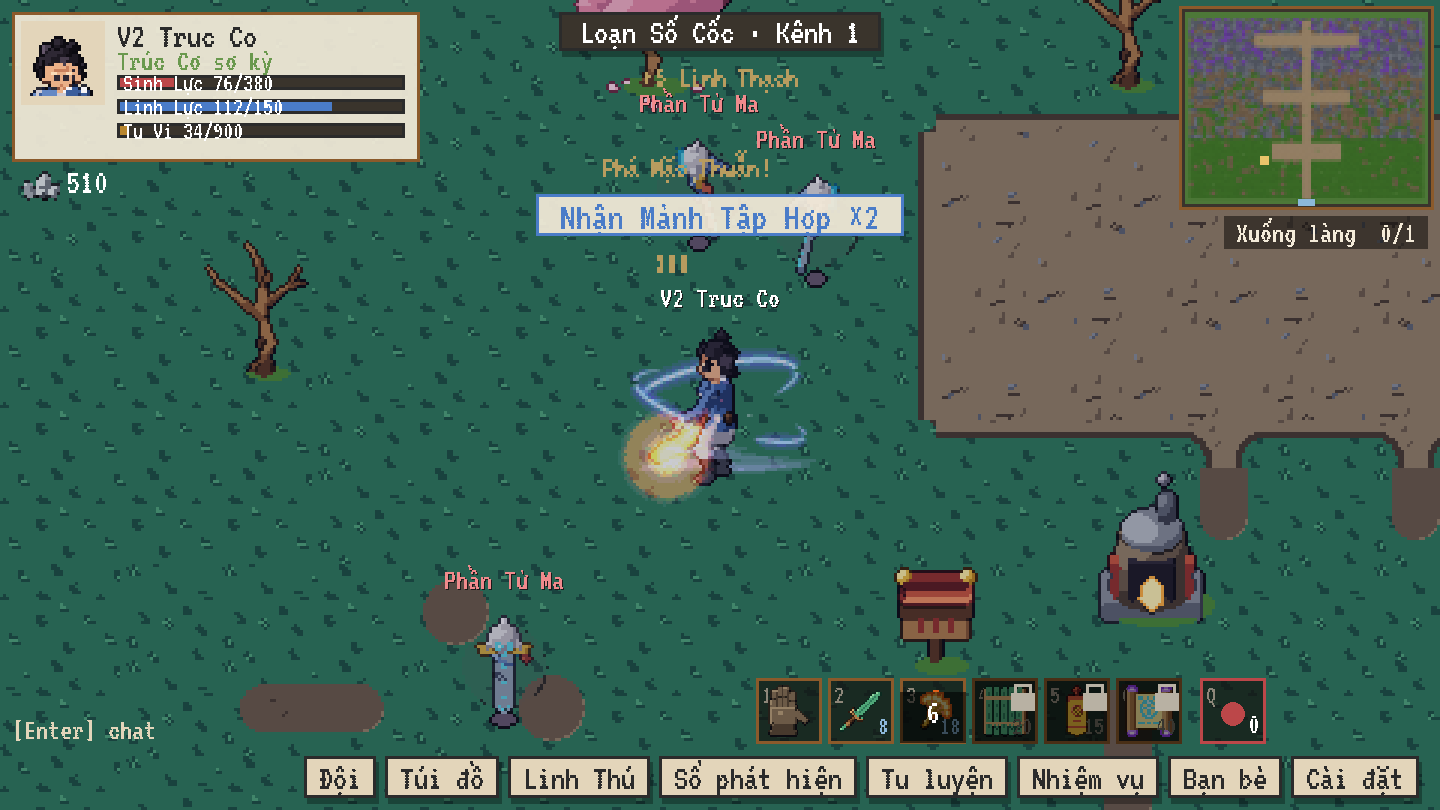 V2 Truc Co
Trúc Cơ sơ kỳ
Sinh Lực 76/380
Linh Lực 112/150
Tu Vi 34/900
510
Loạn Số Cốc · Kênh 1
Linh Thạch
Phần Tử Ma
Phần Tử Ma
Nhận Mảnh Tập Hợp X2
V2 Truc Co
Xuống làng 0/1
Phần Tử Ma
[Enter] chat
1
2
8
3
6
18
5
15
Q
0
Đội
Túi đồ
Linh Thú
Sổ phát hiện
Tu luyện
Nhiệm vụ
Bạn bè
Cài đặt